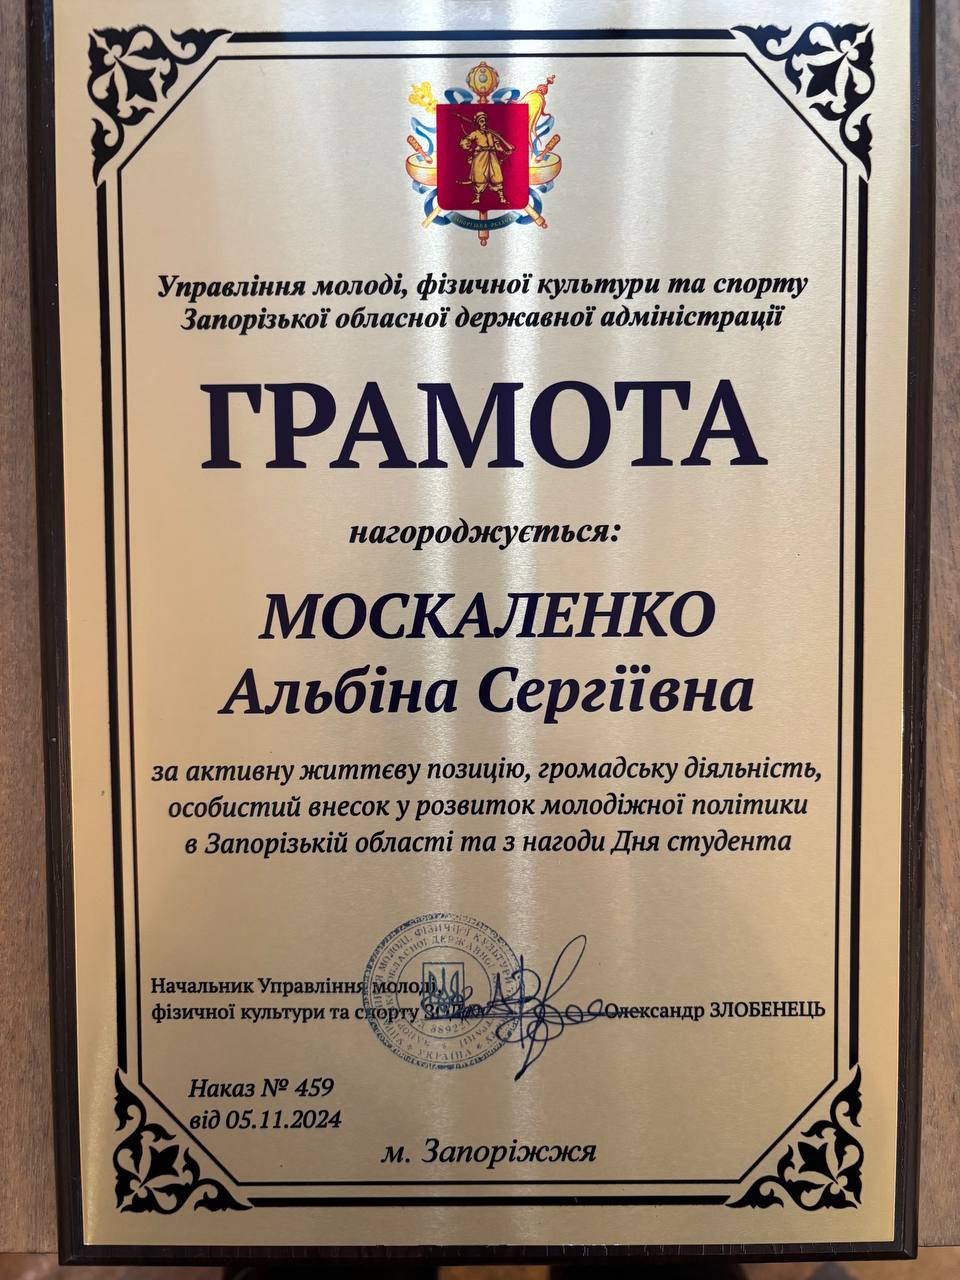 Управління молоді, фізичної культури та спорту
Запорізької обласної державної адміністрації
ГРАМОТА
нагороджується:
МОСКАЛЕНКО
Альбіна Сергіївна
за активну життєву позицію, громадську діяльність,
особистий внесок у розвиток молодіжної політики
в Запорізькій області та з нагоди Дня студента
Начальник Управління молоді,
фізичної культури та спорту Олександр ЗЛОБЕНЕЦЬ
УКРАЇНА
Наказ № 459
від 05.11.2024
м. Запоріжжя